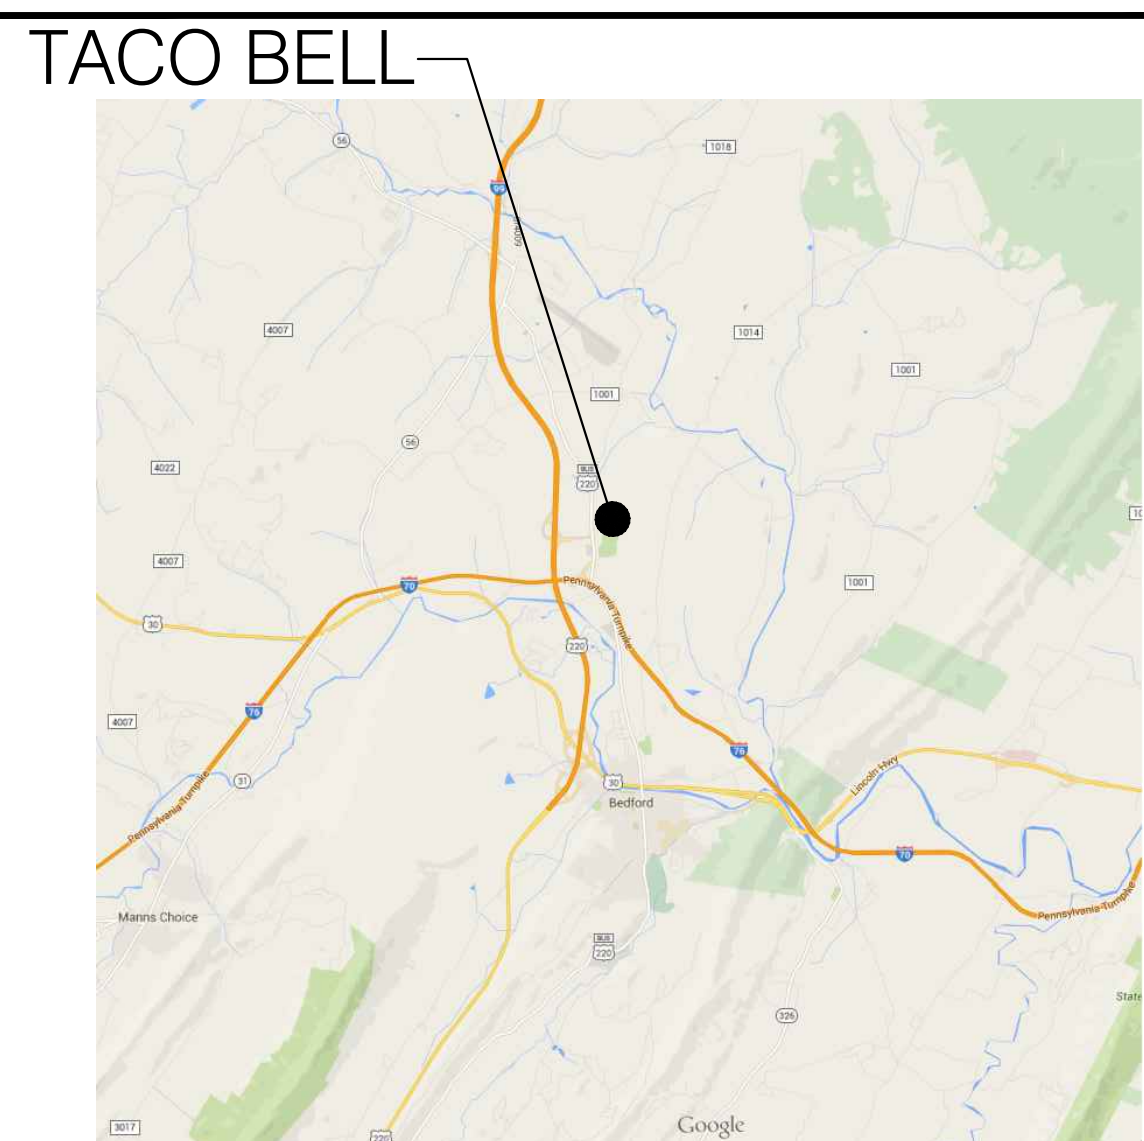 TACO BELL
56
1018
99
4009
4007
1014
1001
1001
56
4022
BUS
220
4007
1001
70
Pennsylvania Turnpike
30
220
4007
76
76
31
30
Lincoln Hwy
Pennsylvania Turnpike
Bedford
70
Manns Choice
Pennsylvania Turnpike
BUS
220
State
326
3017
220
Google